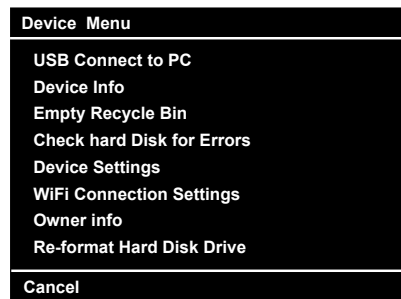 Device Menu
USB Connect to PC
Device Info
Empty Recycle Bin
Check hard Disk for Errors
Device Settings
WiFi Connection Settings
Owner info
Re-format Hard Disk Drive
Cancel